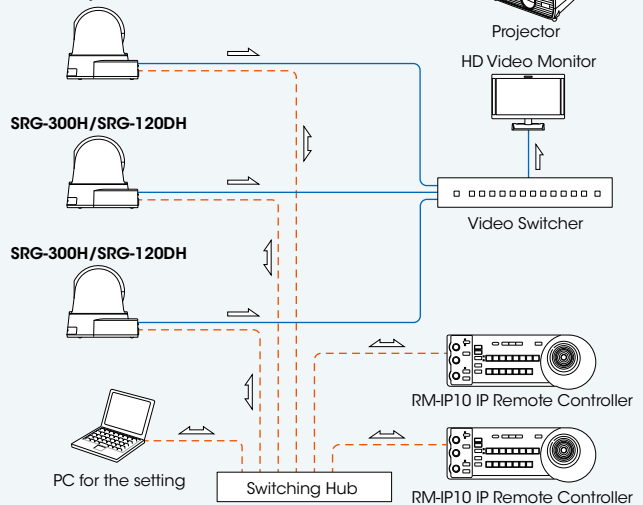 Projector
HD Video Monitor
SRG-300H/SRG-120DH
Video Switcher
SRG-300H/SRG-120DH
RM-IP10 IP Remote Controller
PC for the setting
Switching Hub
RM-IP10 IP Remote Controller